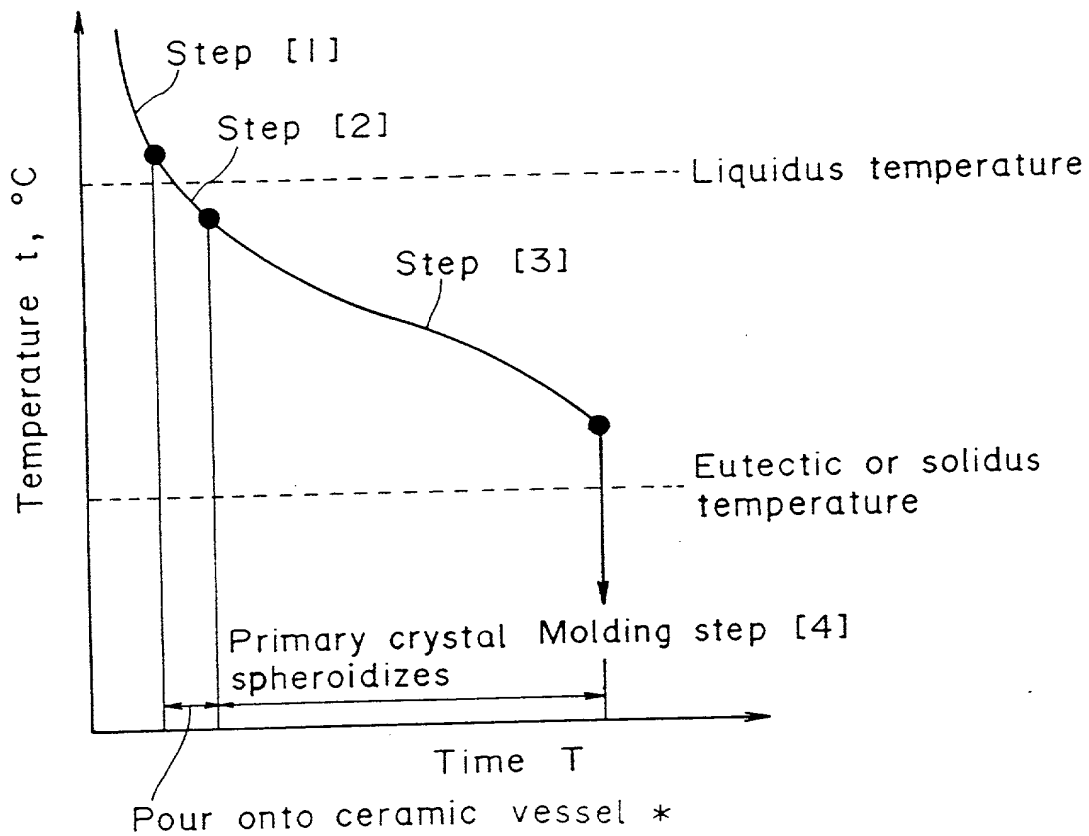 Step [1]
Step [2]
Liquidus temperature
Step [3]
Temperature t, °C
Eutectic or solidus
temperature
Primary crystal
spheroidizes
Molding step [4]
Time T
Pour onto ceramic vessel *